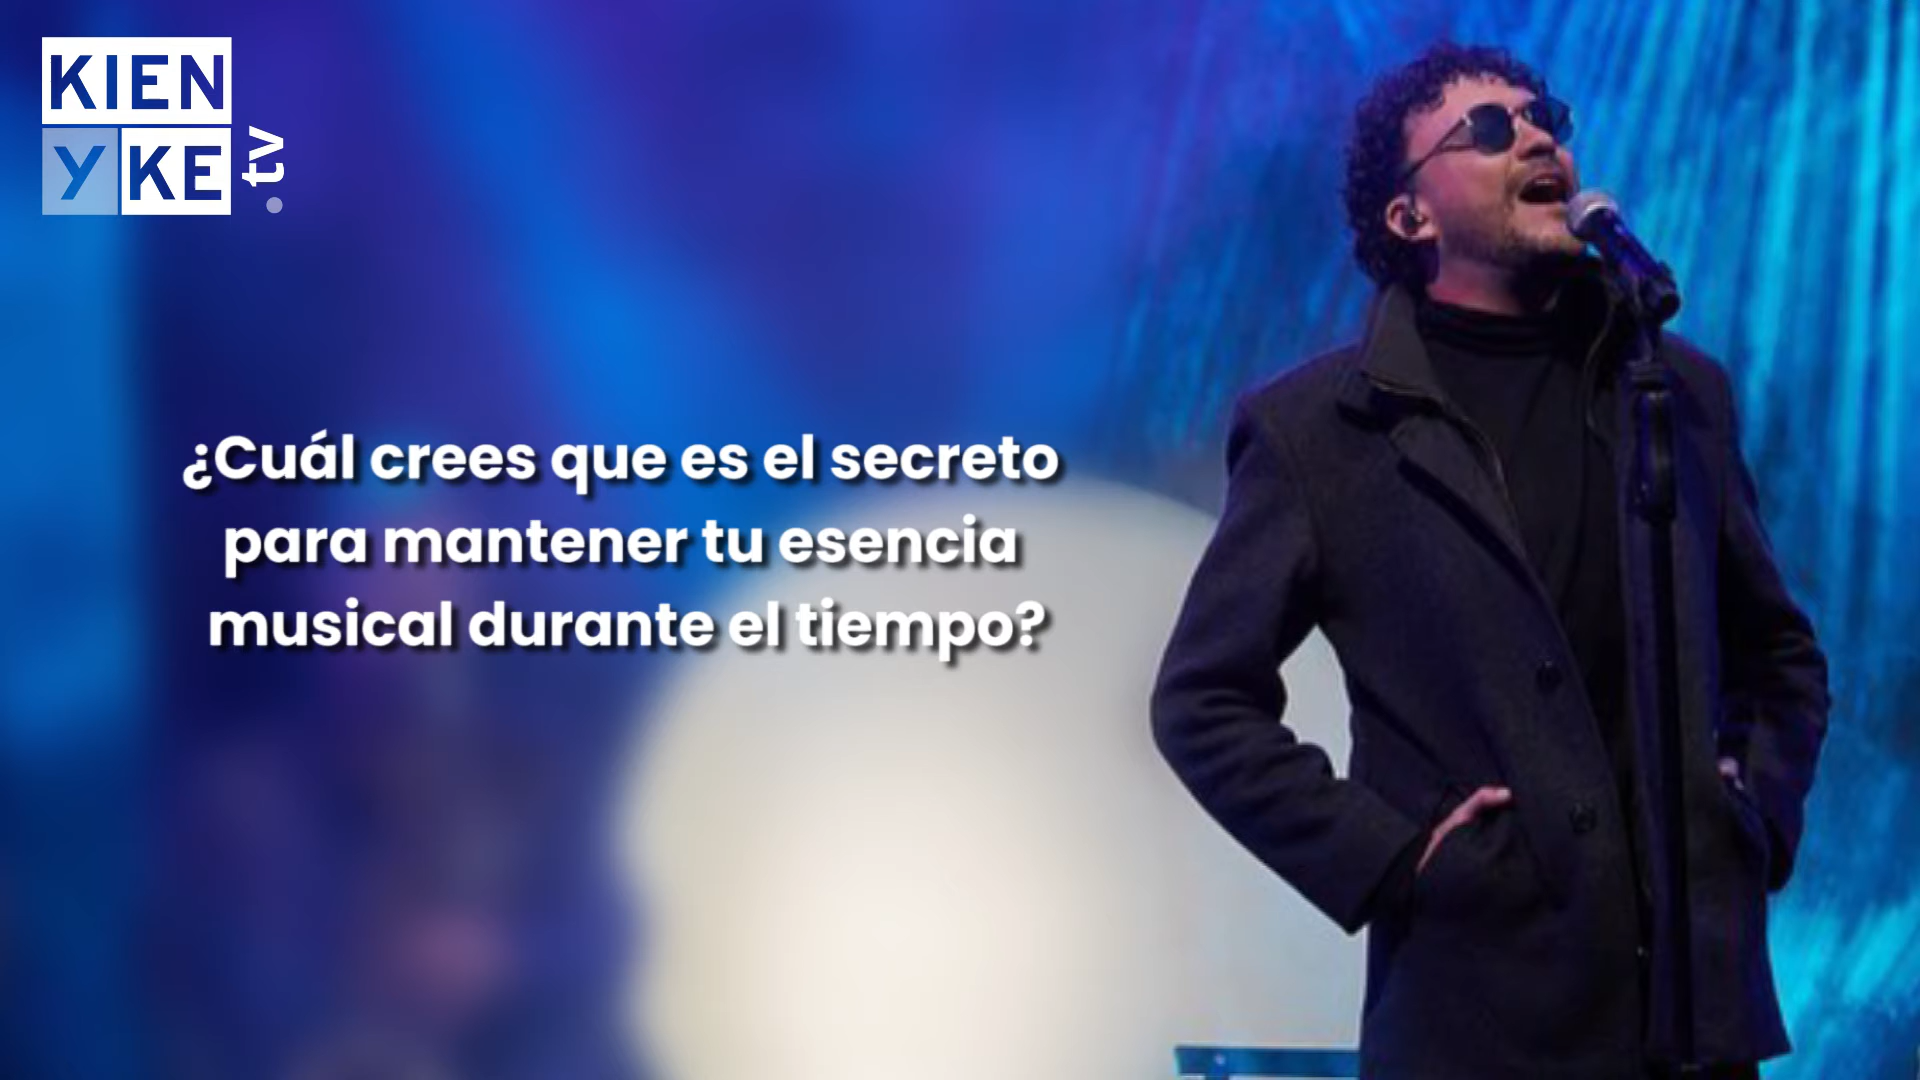 KIEN
YKE
.tv
¿Cuál crees que es el secreto
para mantener tu esencia
musical durante el tiempo?